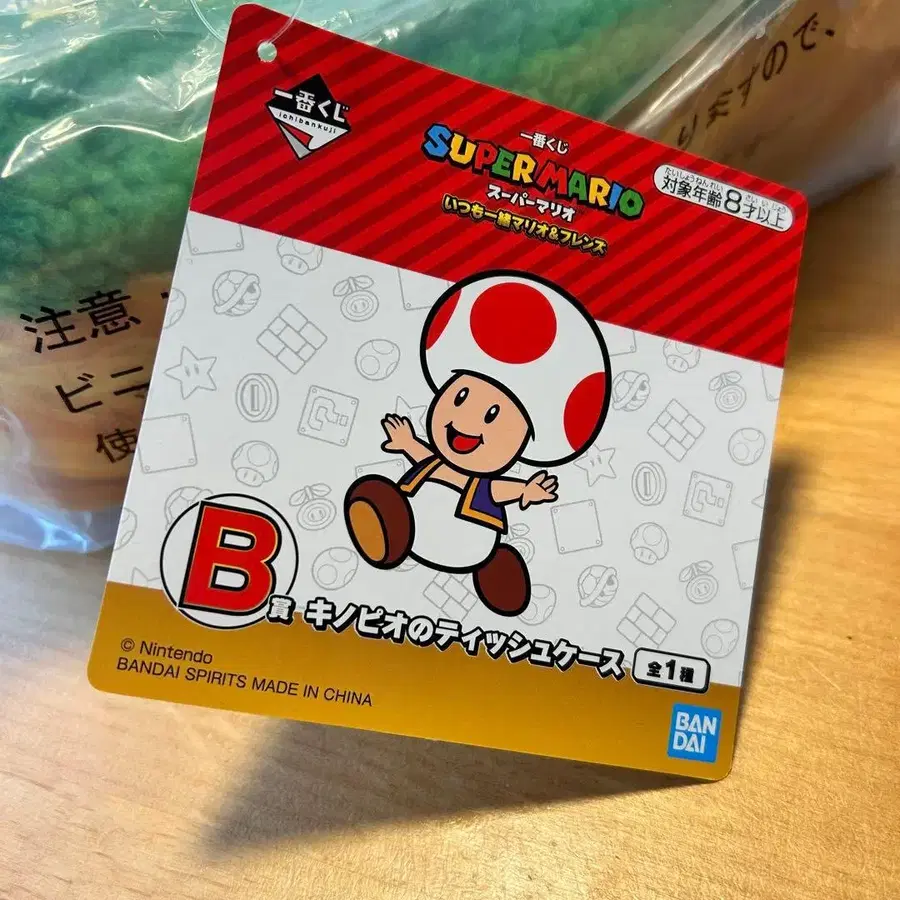 一番くじ
ichibankuji
一番くじ
SUPER MARIO
スーパーマリオ
いつも一緒マリオ&フレンズ
たいしょうねんれい さい いじょう
対象年齢8才以上
B賞 キノピオのティッシュケース 全1種
© Nintendo
BANDAI SPIRITS MADE IN CHINA
BAN
DAI
注意
ビニ
使
りますので、